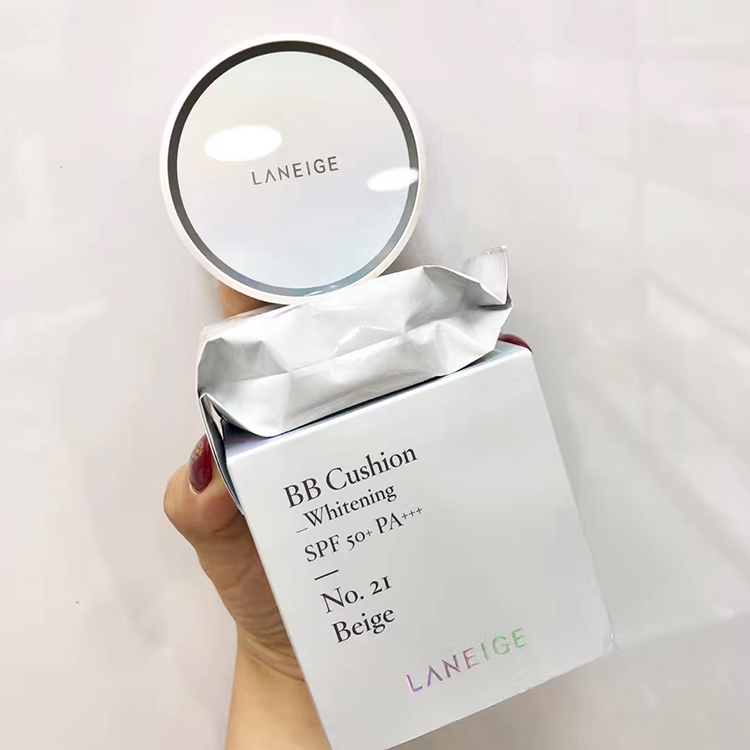 LANEIGE
BB Cushion
_Whitening
SPF 50+ PA+++
—
No. 21
Beige
LANEIGE